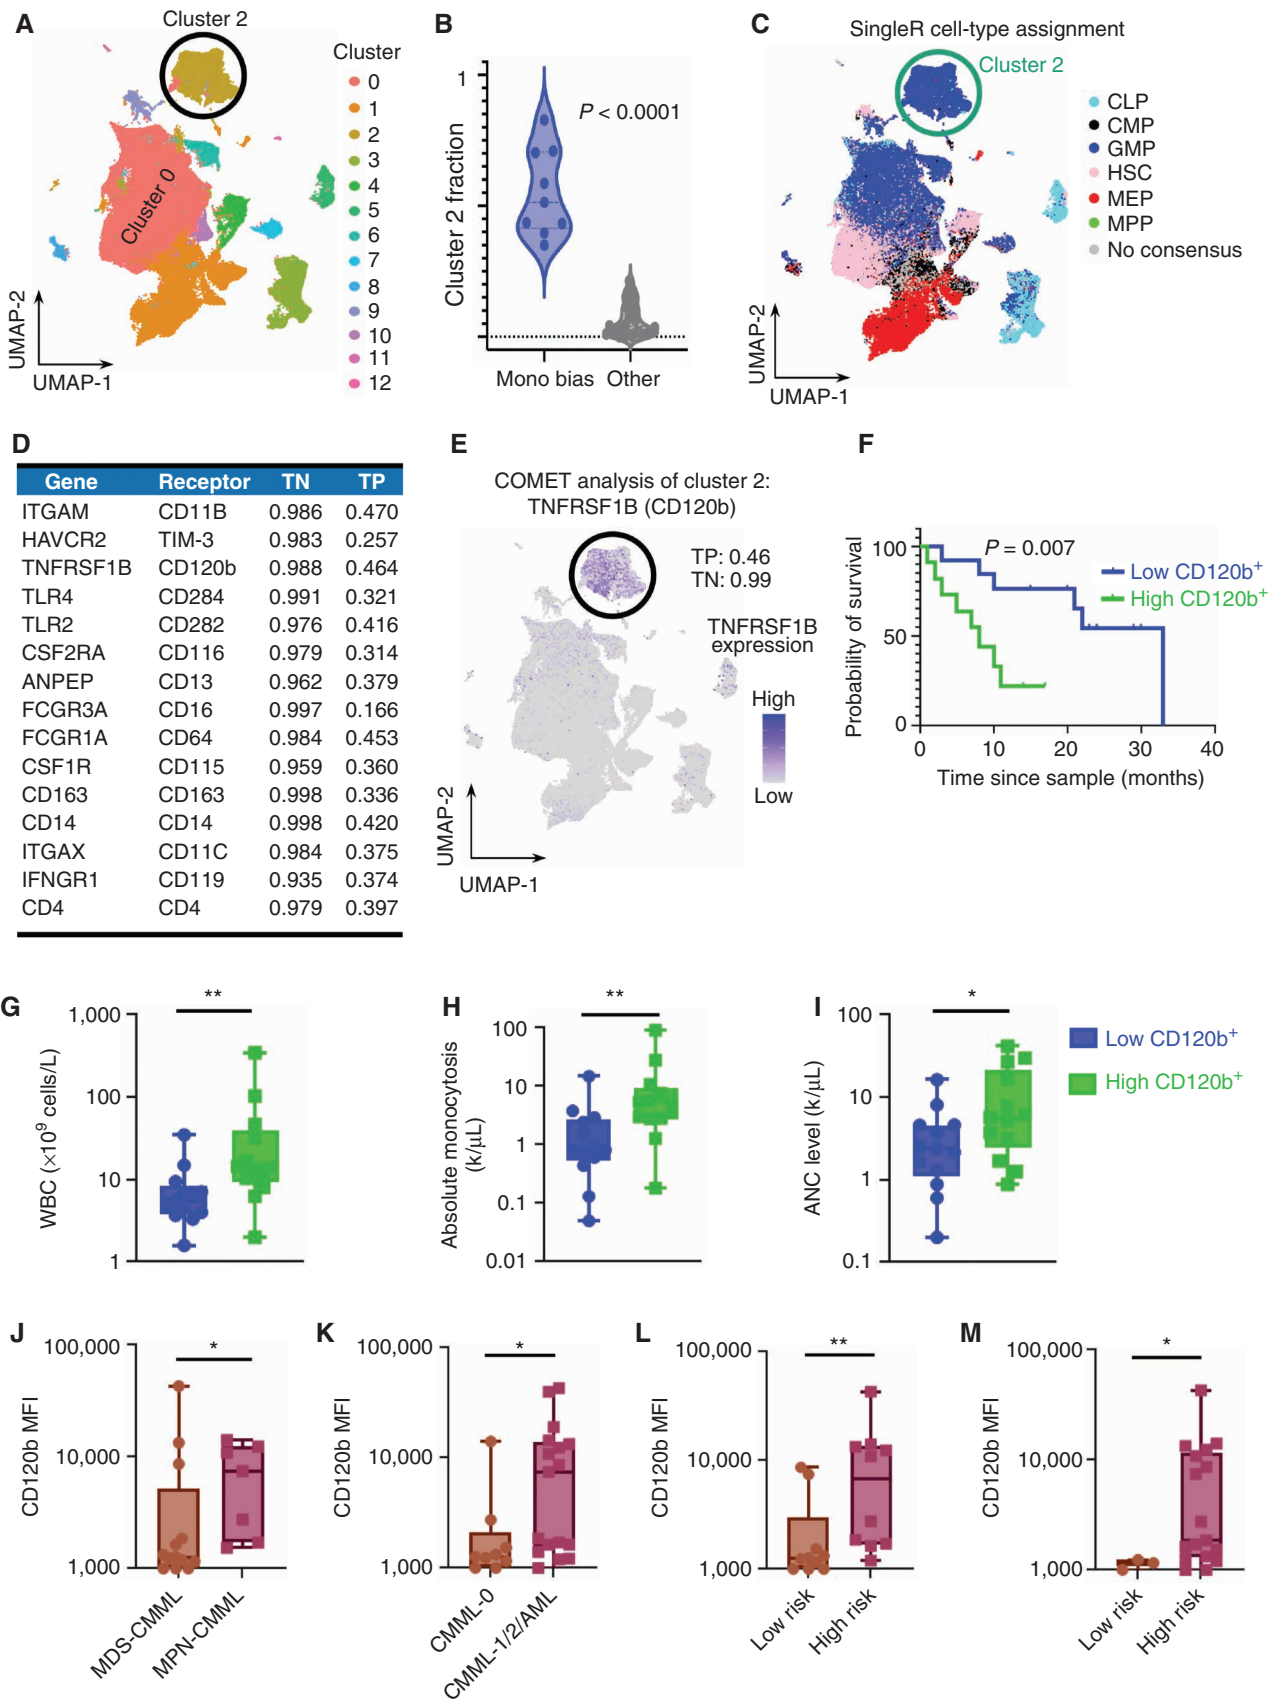 A
Cluster 2
Cluster
0
1
2
3
4
5
6
7
8
9
10
11
12
Cluster 0
UMAP-2
UMAP-1
B
Cluster 2 fraction
1
0
P < 0.0001
Mono bias Other
C
SingleR cell-type assignment
Cluster 2
CLP
CMP
GMP
HSC
MEP
MPP
No consensus
UMAP-2
UMAP-1
D
Gene Receptor TN TP
ITGAM CD11B 0.986 0.470
HAVCR2 TIM-3 0.983 0.257
TNFRSF1B CD120b 0.988 0.464
TLR4 CD284 0.991 0.321
TLR2 CD282 0.976 0.416
CSF2RA CD116 0.979 0.314
ANPEP CD13 0.962 0.379
FCGR3A CD16 0.997 0.166
FCGR1A CD64 0.984 0.453
CSF1R CD115 0.959 0.360
CD163 CD163 0.998 0.336
CD14 CD14 0.998 0.420
ITGAX CD11C 0.984 0.375
IFNGR1 CD119 0.935 0.374
CD4 CD4 0.979 0.397
E
COMET analysis of cluster 2:
TNFRSF1B (CD120b)
TP: 0.46
TN: 0.99
TNFRSF1B
expression
High
Low
UMAP-2
UMAP-1
F
Probability of survival
100
50
0
P = 0.007
Low CD120b+
High CD120b+
0 10 20 30 40
Time since sample (months)
G
WBC (×10⁹ cells/L)
1,000
100
10
1
**
H
Absolute monocytosis
(k/μL)
100
10
1
0.1
0.01
**
I
ANC level (k/μL)
100
10
1
0.1
*
Low CD120b+
High CD120b+
J
CD120b MFI
100,000
10,000
1,000
*
MDS-CMML
MPN-CMML
K
CD120b MFI
100,000
10,000
1,000
*
CMML-0
CMML-1/2/AML
L
CD120b MFI
100,000
10,000
1,000
**
Low risk
High risk
M
CD120b MFI
100,000
10,000
1,000
*
Low risk
High risk